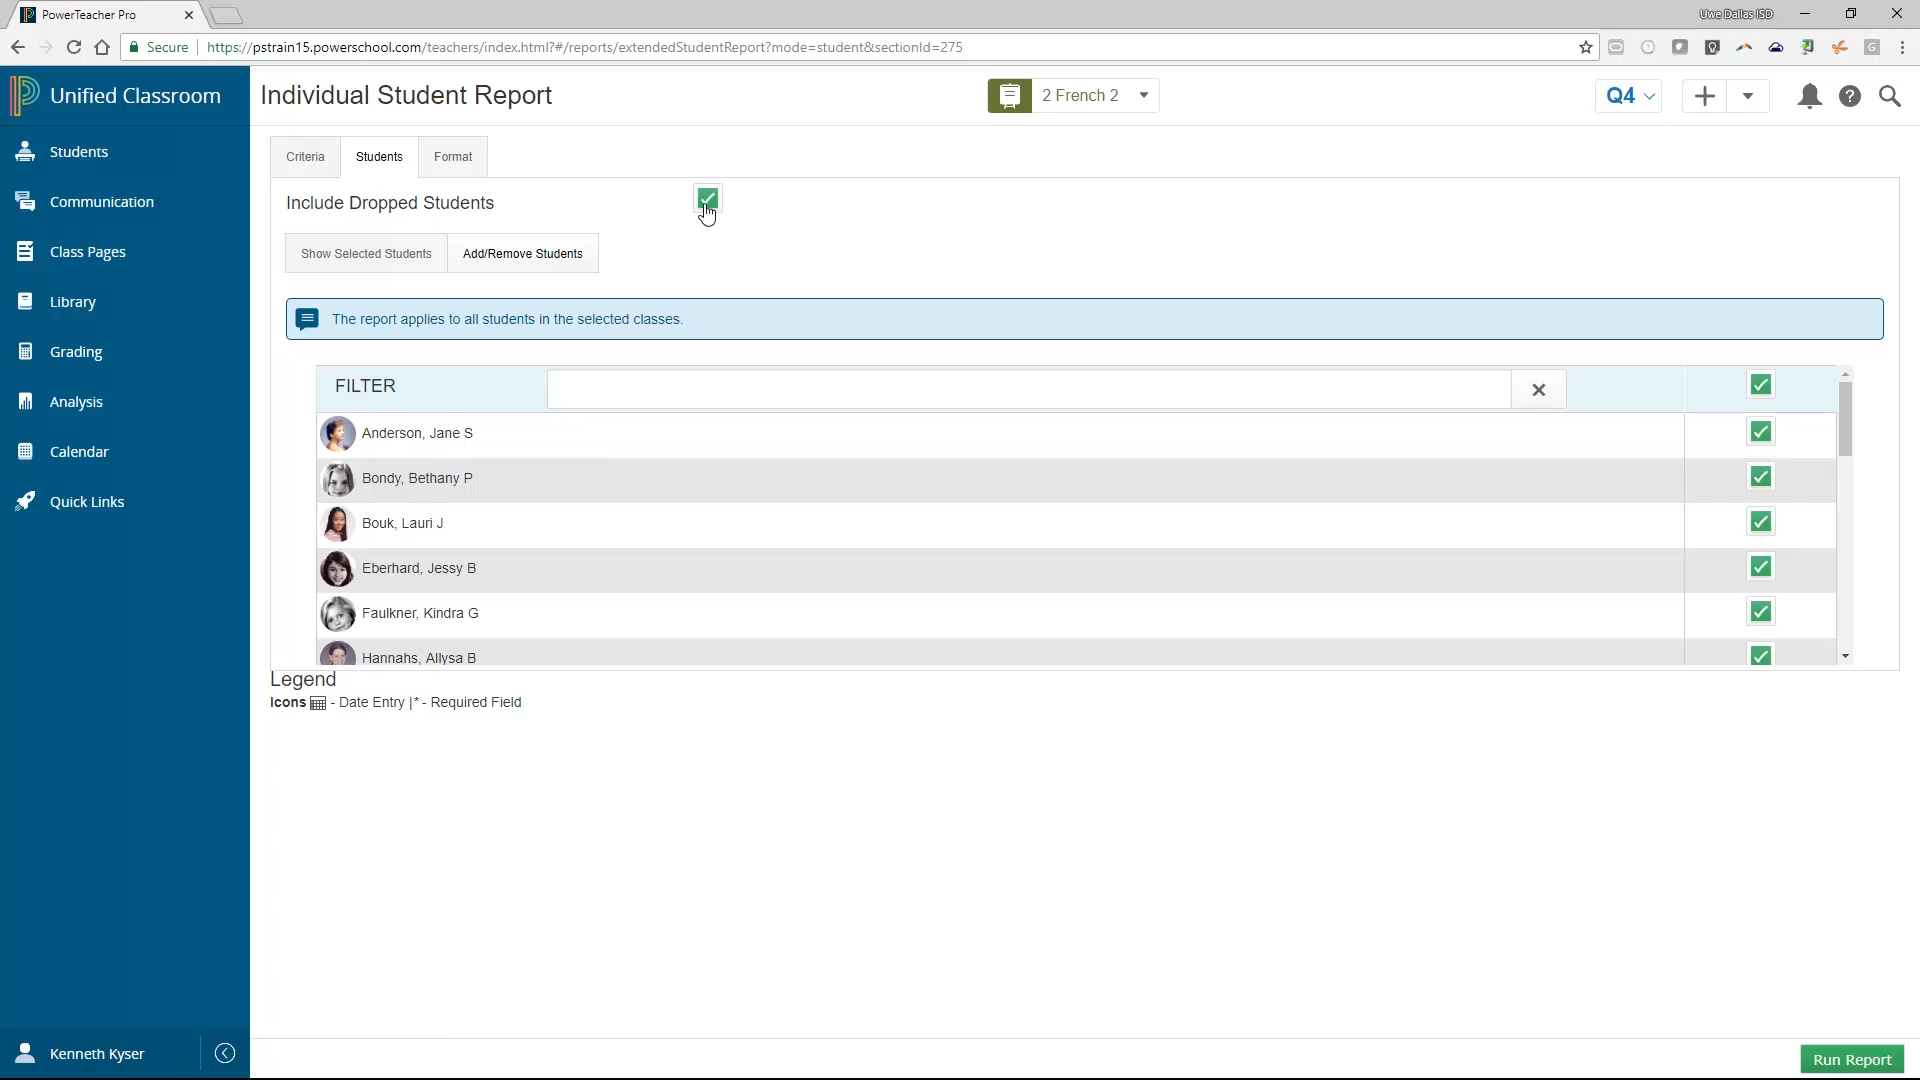 PowerTeacher Pro
Uwe Dallas ISD
Secure
https://pstrain15.powerschool.com/teachers/index.html?#/reports/extendedStudentReport?mode=student&sectionId=275
Unified Classroom
Individual Student Report
2 French 2
Q4
Students
Communication
Class Pages
Library
Grading
Analysis
Calendar
Quick Links
Criteria
Students
Format
Include Dropped Students
Show Selected Students
Add/Remove Students
The report applies to all students in the selected classes.
FILTER
Anderson, Jane S
Bondy, Bethany P
Bouk, Lauri J
Eberhard, Jessy B
Faulkner, Kindra G
Hannahs, Allysa B
Legend
Icons - Date Entry |* - Required Field
Kenneth Kyser
Run Report